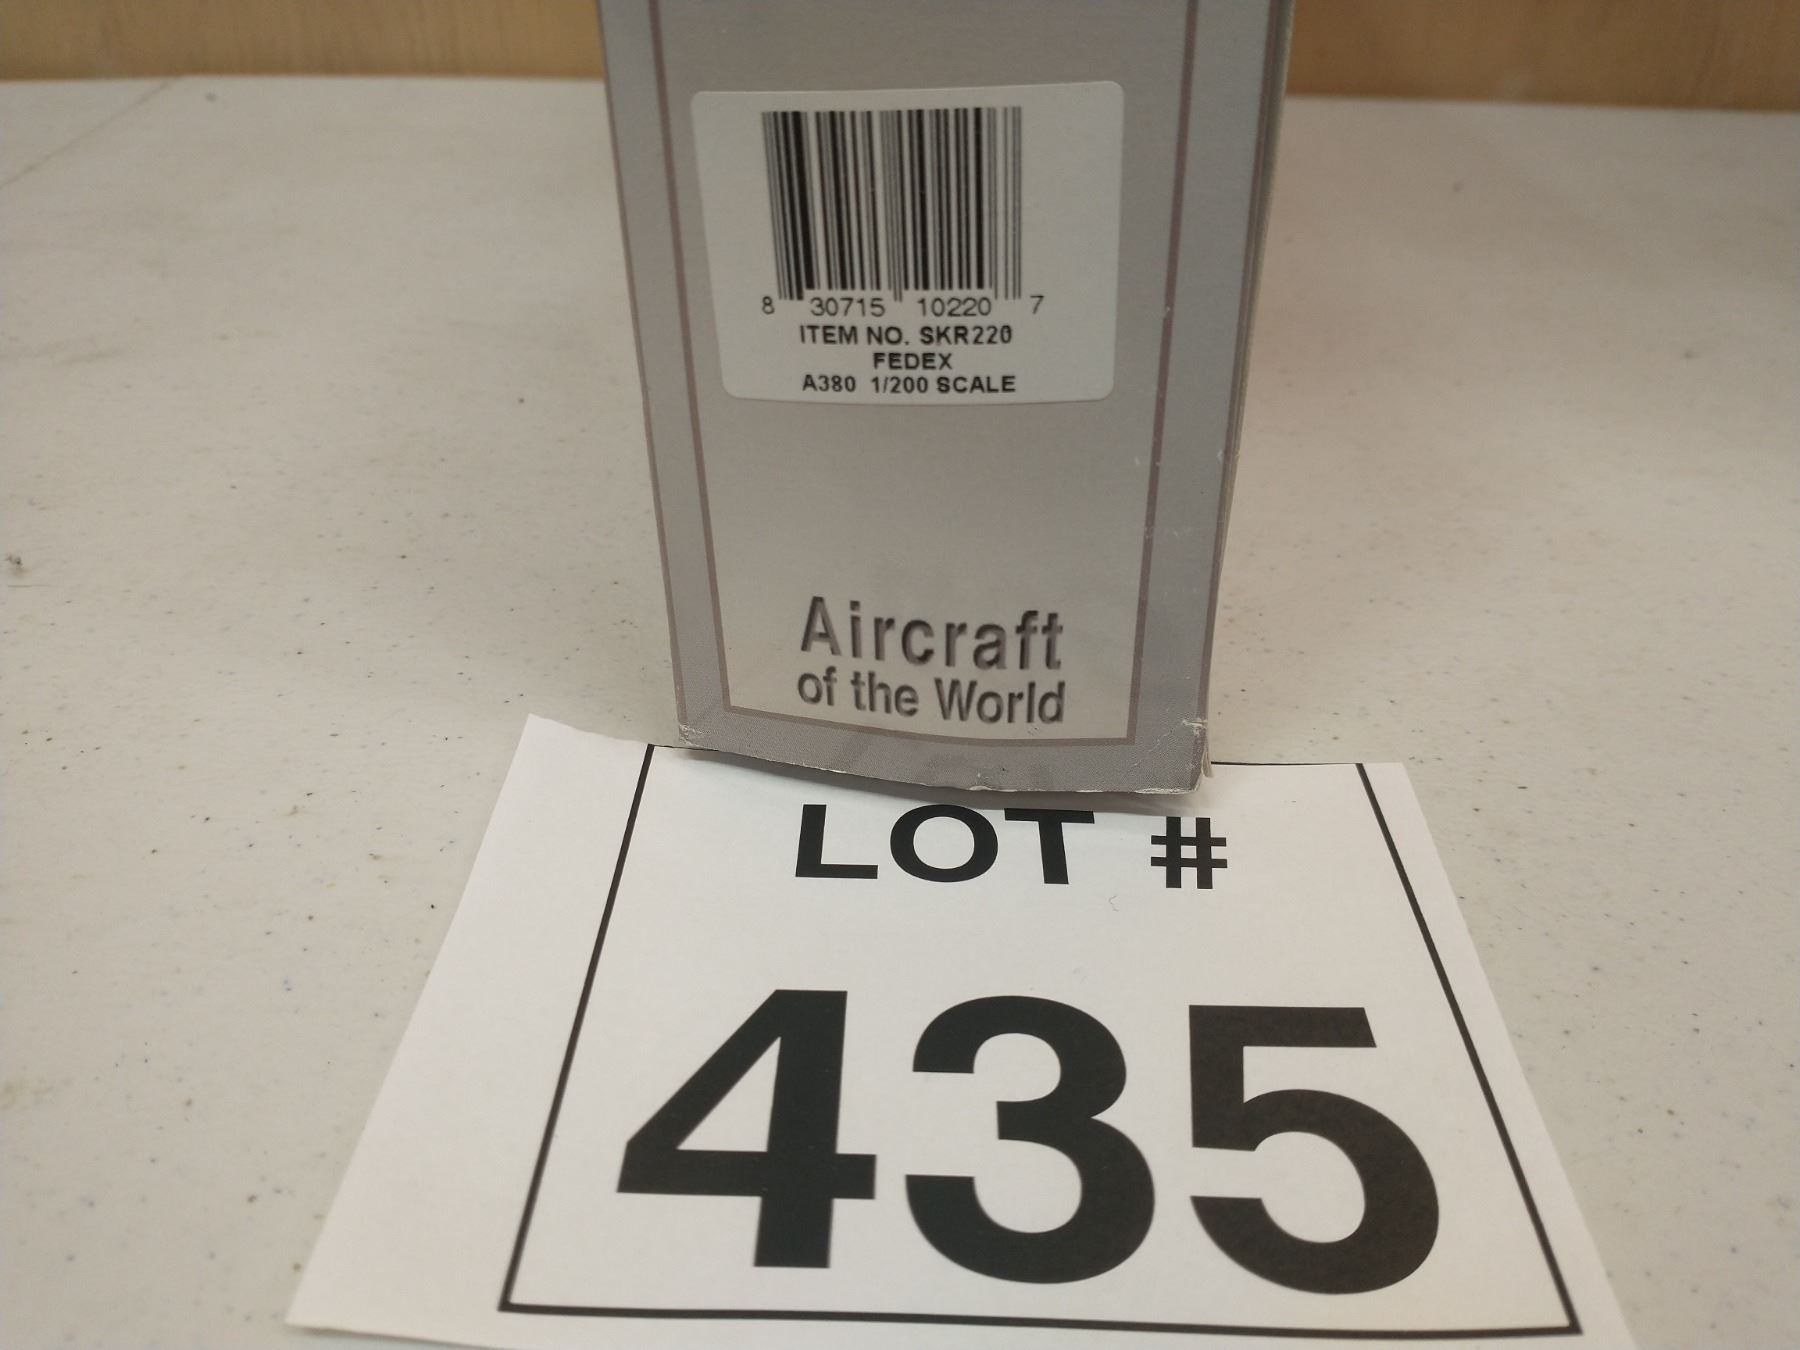 8 30715 10220 7
ITEM NO. SKR220
FEDEX
A380 1/200 SCALE
Aircraft
of the World
LOT #
435